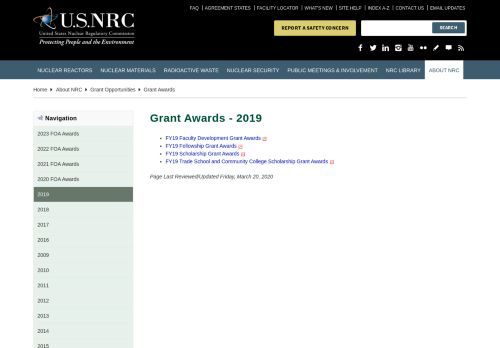 FAQ | AGREEMENT STATES | FACILITY LOCATOR | WHAT'S NEW | SITE HELP | INDEX A-Z | CONTACT US | EMAIL UPDATES
U.S.NRC
United States Nuclear Regulatory Commission
Protecting People and the Environment
REPORT A SAFETY CONCERN
SEARCH
NUCLEAR REACTORS NUCLEAR MATERIALS RADIOACTIVE WASTE NUCLEAR SECURITY PUBLIC MEETINGS & INVOLVEMENT NRC LIBRARY ABOUT NRC
Home About NRC Grant Opportunities Grant Awards
Navigation
2023 FOA Awards
2022 FOA Awards
2021 FOA Awards
2020 FOA Awards
2019
2018
2017
2016
2009
2010
2011
2012
2013
2014
2015
Grant Awards - 2019
FY19 Faculty Development Grant Awards
FY19 Fellowship Grant Awards
FY19 Scholarship Grant Awards
FY19 Trade School and Community College Scholarship Grant Awards
Page Last Reviewed/Updated Friday, March 20, 2020